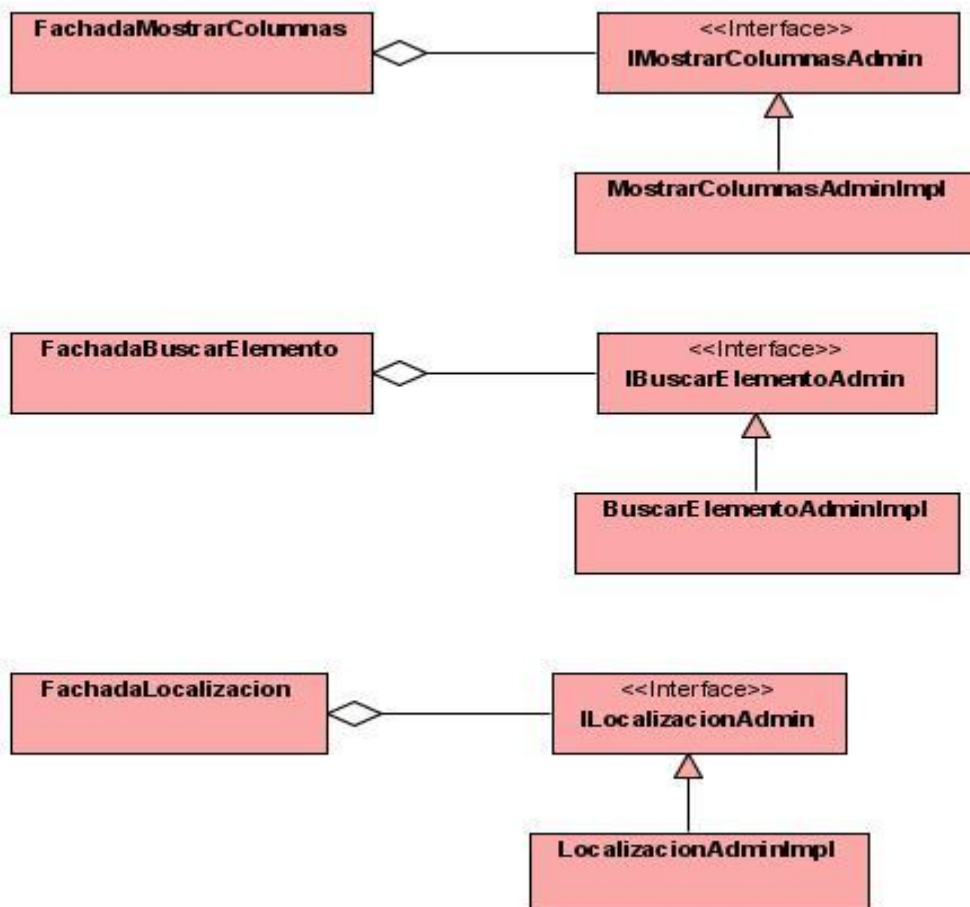 FachadaMostrarColumnas
<<Interface>>
IMostrarColumnasAdmin
MostrarColumnasAdminImpl
FachadaBuscarElemento
<<Interface>>
IBuscarElementoAdmin
BuscarElementoAdminImpl
FachadaLocalizacion
<<Interface>>
ILocalizacionAdmin
LocalizacionAdminImpl